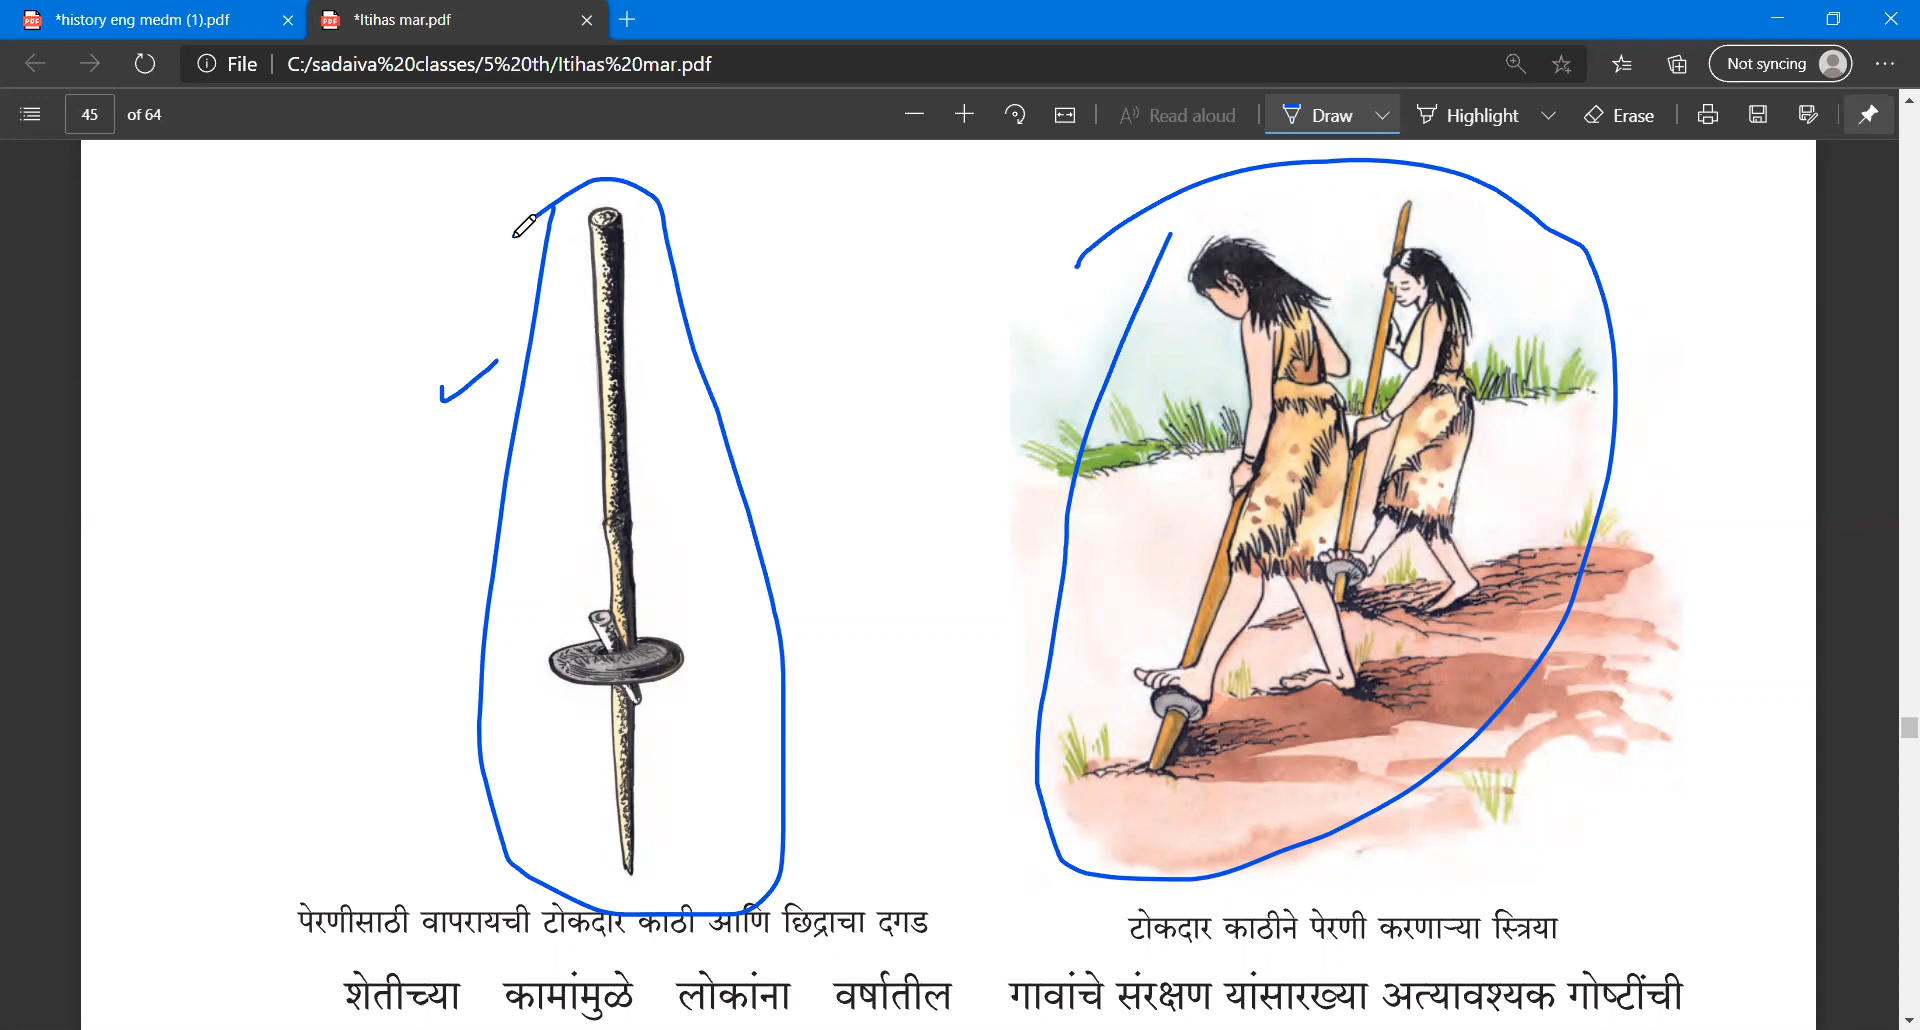 *history eng medm (1).pdf
*Itihas mar.pdf
File
C:/sadaiva%20classes/5%20th/Itihas%20mar.pdf
Not syncing
45 of 64
Read aloud
Draw
Highlight
Erase
पेरणीसाठी वापरायची टोकदार काठी आणि छिद्राचा दगड
टोकदार काठीने पेरणी करणाऱ्या स्त्रिया
शेतीच्या कामांमुळे लोकांना वर्षातील
गावांचे संरक्षण यांसारख्या अत्यावश्यक गोष्टींची